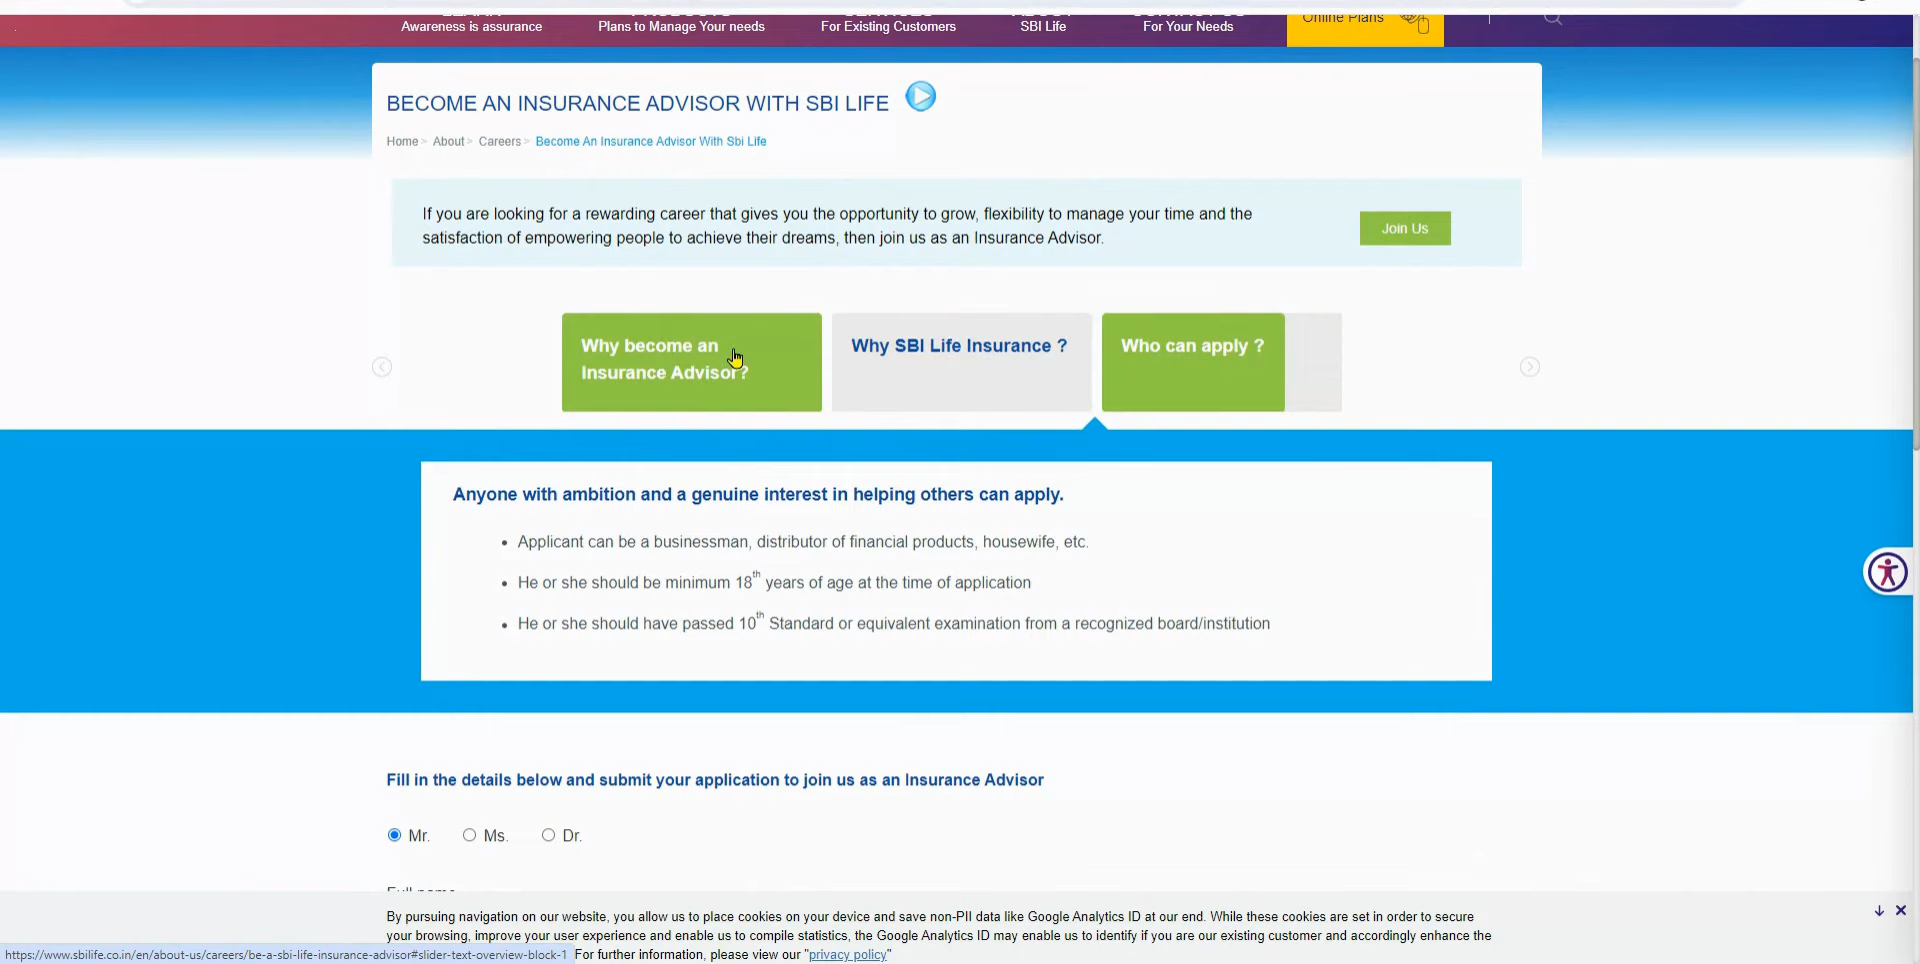 Awareness is assurance
Plans to Manage Your needs
For Existing Customers
SBI Life
For Your Needs
Online Plans
BECOME AN INSURANCE ADVISOR WITH SBI LIFE
Home > About > Careers > Become An Insurance Advisor With Sbi Life
If you are looking for a rewarding career that gives you the opportunity to grow, flexibility to manage your time and the
satisfaction of empowering people to achieve their dreams, then join us as an Insurance Advisor.
Join Us
Why become an
Insurance Advisor?
Why SBI Life Insurance ?
Who can apply ?
Anyone with ambition and a genuine interest in helping others can apply.
• Applicant can be a businessman, distributor of financial products, housewife, etc.
• He or she should be minimum 18th years of age at the time of application
• He or she should have passed 10th Standard or equivalent examination from a recognized board/institution
Fill in the details below and submit your application to join us as an Insurance Advisor
Mr. Ms. Dr.
By pursuing navigation on our website, you allow us to place cookies on your device and save non-PII data like Google Analytics ID at our end. While these cookies are set in order to secure
your browsing, improve your user experience and enable us to compile statistics, the Google Analytics ID may enable us to identify if you are our existing customer and accordingly enhance the
For further information, please view our "privacy policy"
https://www.sbilife.co.in/en/about-us/careers/be-a-sbi-life-insurance-advisor#slider-text-overview-block-1